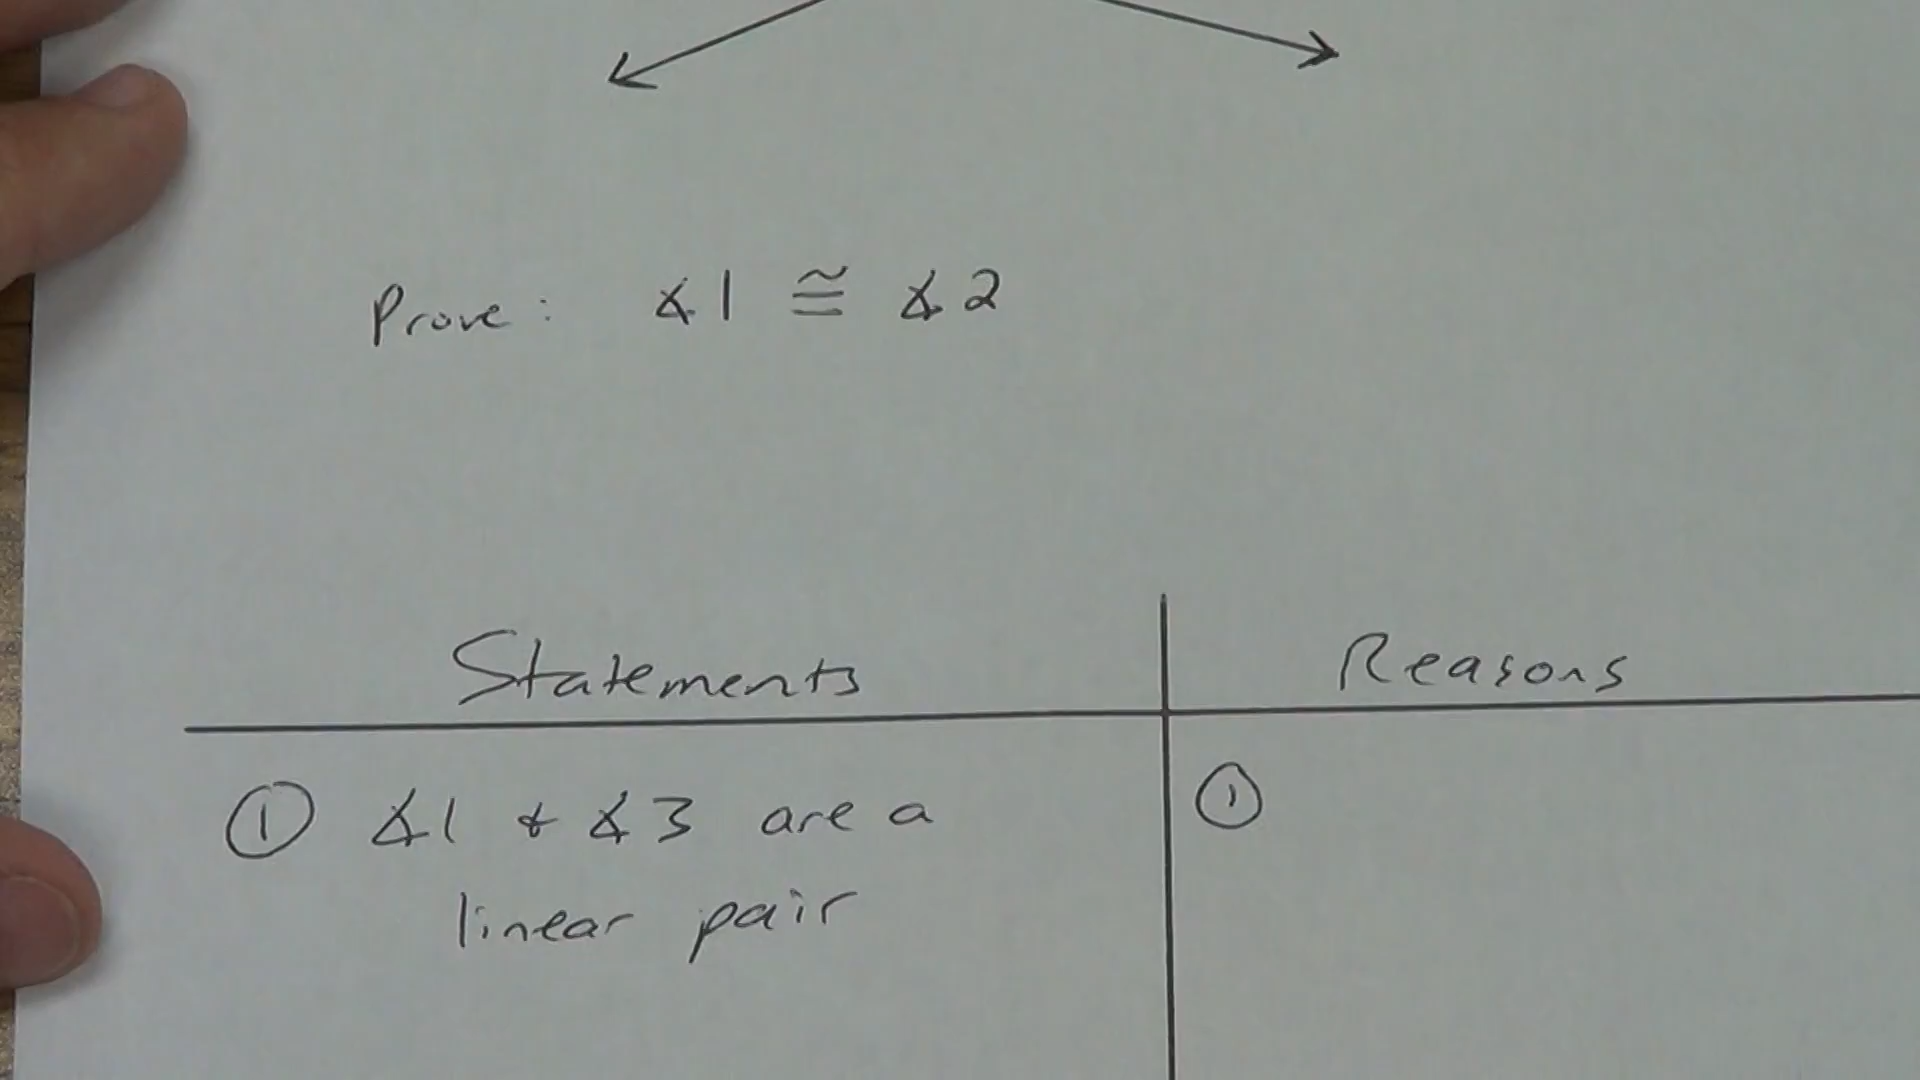 Prove: ∡1 ≅ ∡2
Statements
Reasons
① ∡1 + ∡3 are a
①
linear pair